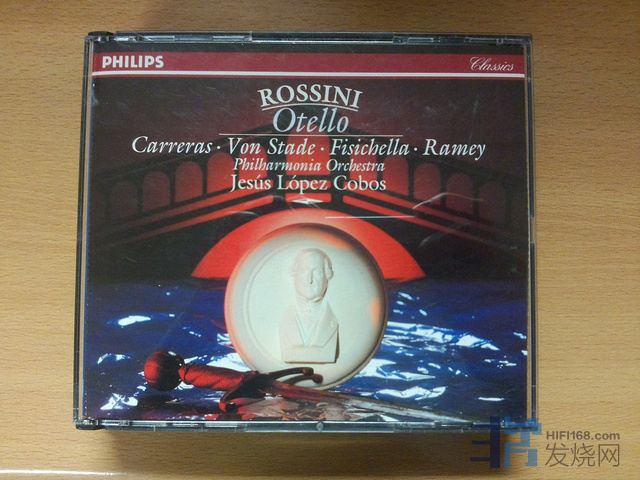 PHILIPS
Classics
ROSSINI
Otello
Carreras · Von Stade · Fisichella · Ramey
Philharmonia Orchestra
Jesús López Cobos
HIFI168.com
发烧网